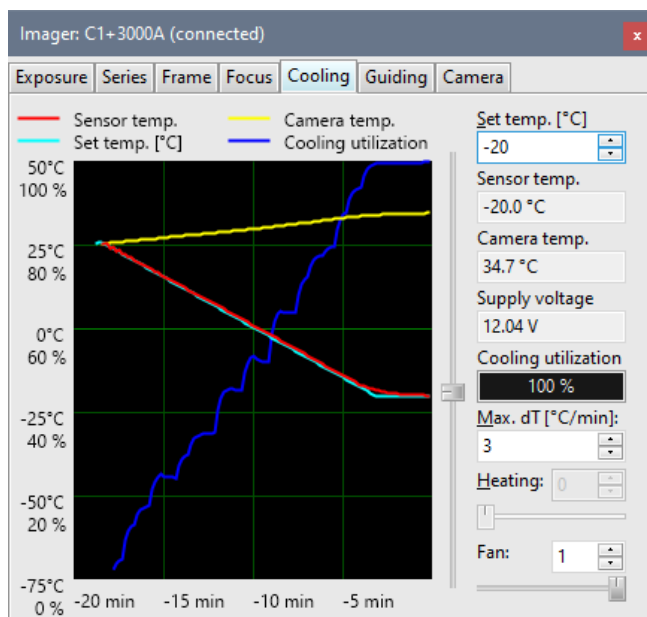 Imager: C1+3000A (connected)
x
Exposure Series Frame Focus Cooling Guiding Camera
Sensor temp. Camera temp.
Set temp. [°C] Cooling utilization
50°C
100 %
25°C
80 %
0°C
60 %
-25°C
40 %
-50°C
20 %
-75°C
0 %
-20 min -15 min -10 min -5 min
Set temp. [°C]
-20
Sensor temp.
-20.0 °C
Camera temp.
34.7 °C
Supply voltage
12.04 V
Cooling utilization
100 %
Max. dT [°C/min]:
3
Heating: 0
Fan: 1